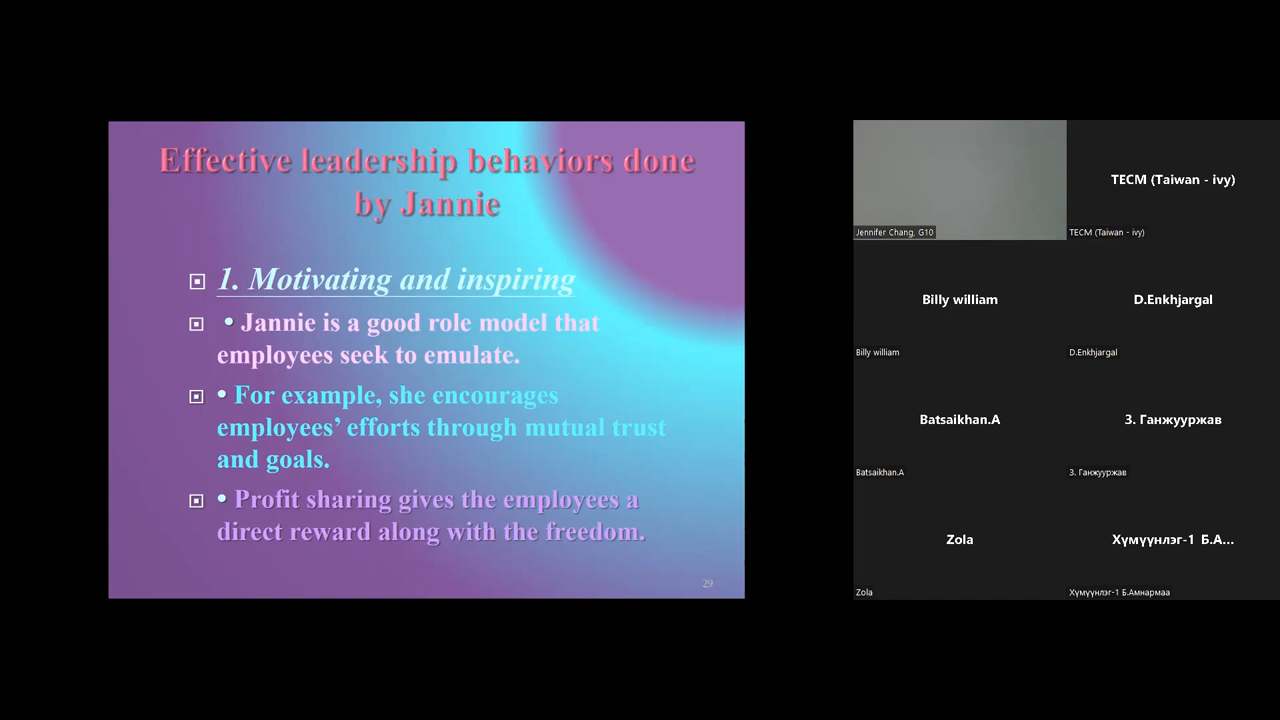 Effective leadership behaviors done
by Jannie
1. Motivating and inspiring
• Jannie is a good role model that
employees seek to emulate.
• For example, she encourages
employees’ efforts through mutual trust
and goals.
• Profit sharing gives the employees a
direct reward along with the freedom.
29
Jennifer Chang, G10
TECM (Taiwan - ivy)
TECM (Taiwan - ivy)
Billy william
Billy william
D.Enkhjargal
D.Enkhjargal
Batsaikhan.A
Batsaikhan.A
З. Ганжууржав
З. Ганжууржав
Zola
Zola
Хүмүүнлэг-1 Б.А...
Хүмүүнлэг-1 Б.Амнармаа